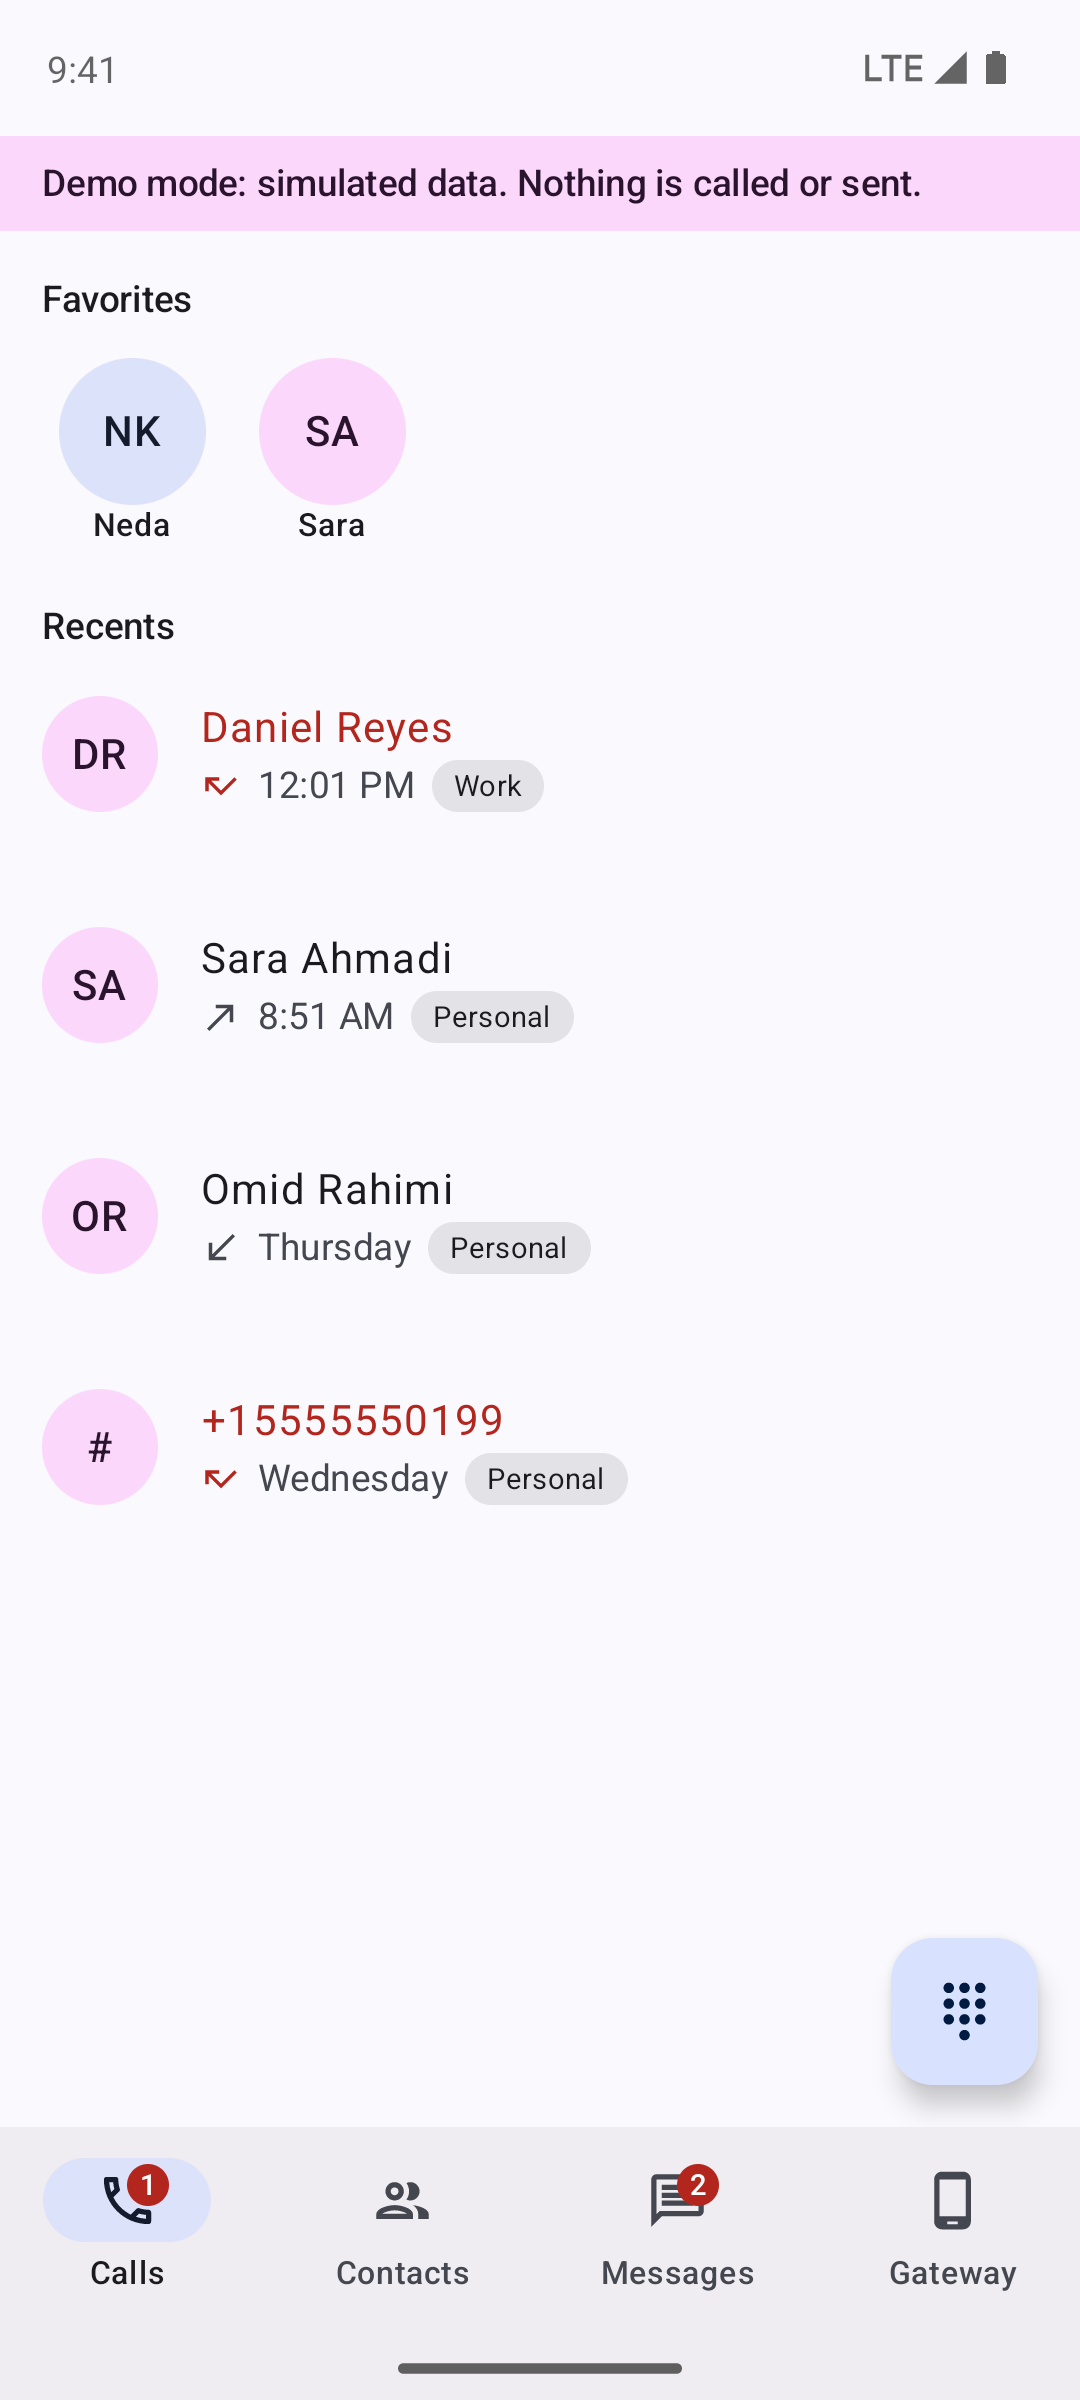 9:41
LTE
Demo mode: simulated data. Nothing is called or sent.
Favorites
NK
SA
Neda
Sara
Recents
DR
Daniel Reyes
12:01 PM Work
SA
Sara Ahmadi
8:51 AM Personal
OR
Omid Rahimi
Thursday Personal
#
+15555550199
Wednesday Personal
1
2
Calls
Contacts
Messages
Gateway